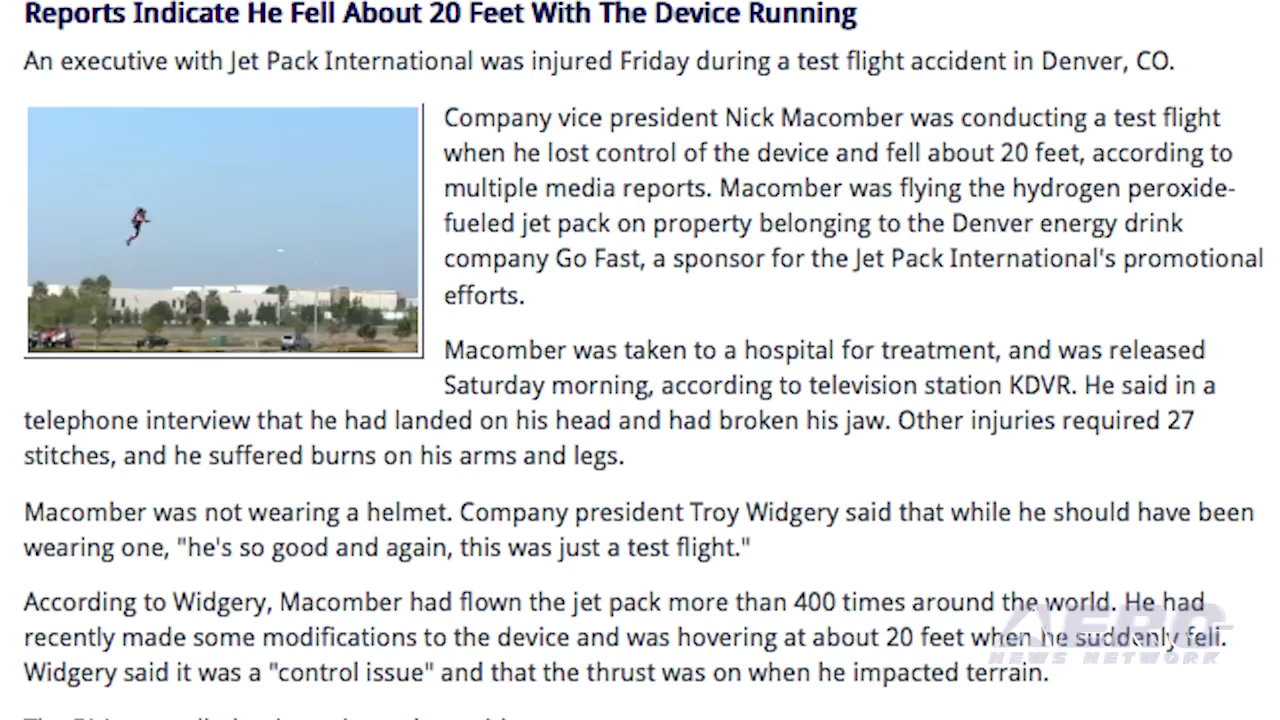 Reports Indicate He Fell About 20 Feet With The Device Running
An executive with Jet Pack International was injured Friday during a test flight accident in Denver, CO.
Company vice president Nick Macomber was conducting a test flight
when he lost control of the device and fell about 20 feet, according to
multiple media reports. Macomber was flying the hydrogen peroxide-
fueled jet pack on property belonging to the Denver energy drink
company Go Fast, a sponsor for the Jet Pack International's promotional
efforts.
Macomber was taken to a hospital for treatment, and was released
Saturday morning, according to television station KDVR. He said in a
telephone interview that he had landed on his head and had broken his jaw. Other injuries required 27
stitches, and he suffered burns on his arms and legs.
Macomber was not wearing a helmet. Company president Troy Widgery said that while he should have been
wearing one, "he's so good and again, this was just a test flight."
According to Widgery, Macomber had flown the jet pack more than 400 times around the world. He had
recently made some modifications to the device and was hovering at about 20 feet when he suddenly fell.
Widgery said it was a "control issue" and that the thrust was on when he impacted terrain.
AERO
NEWS NETWORK